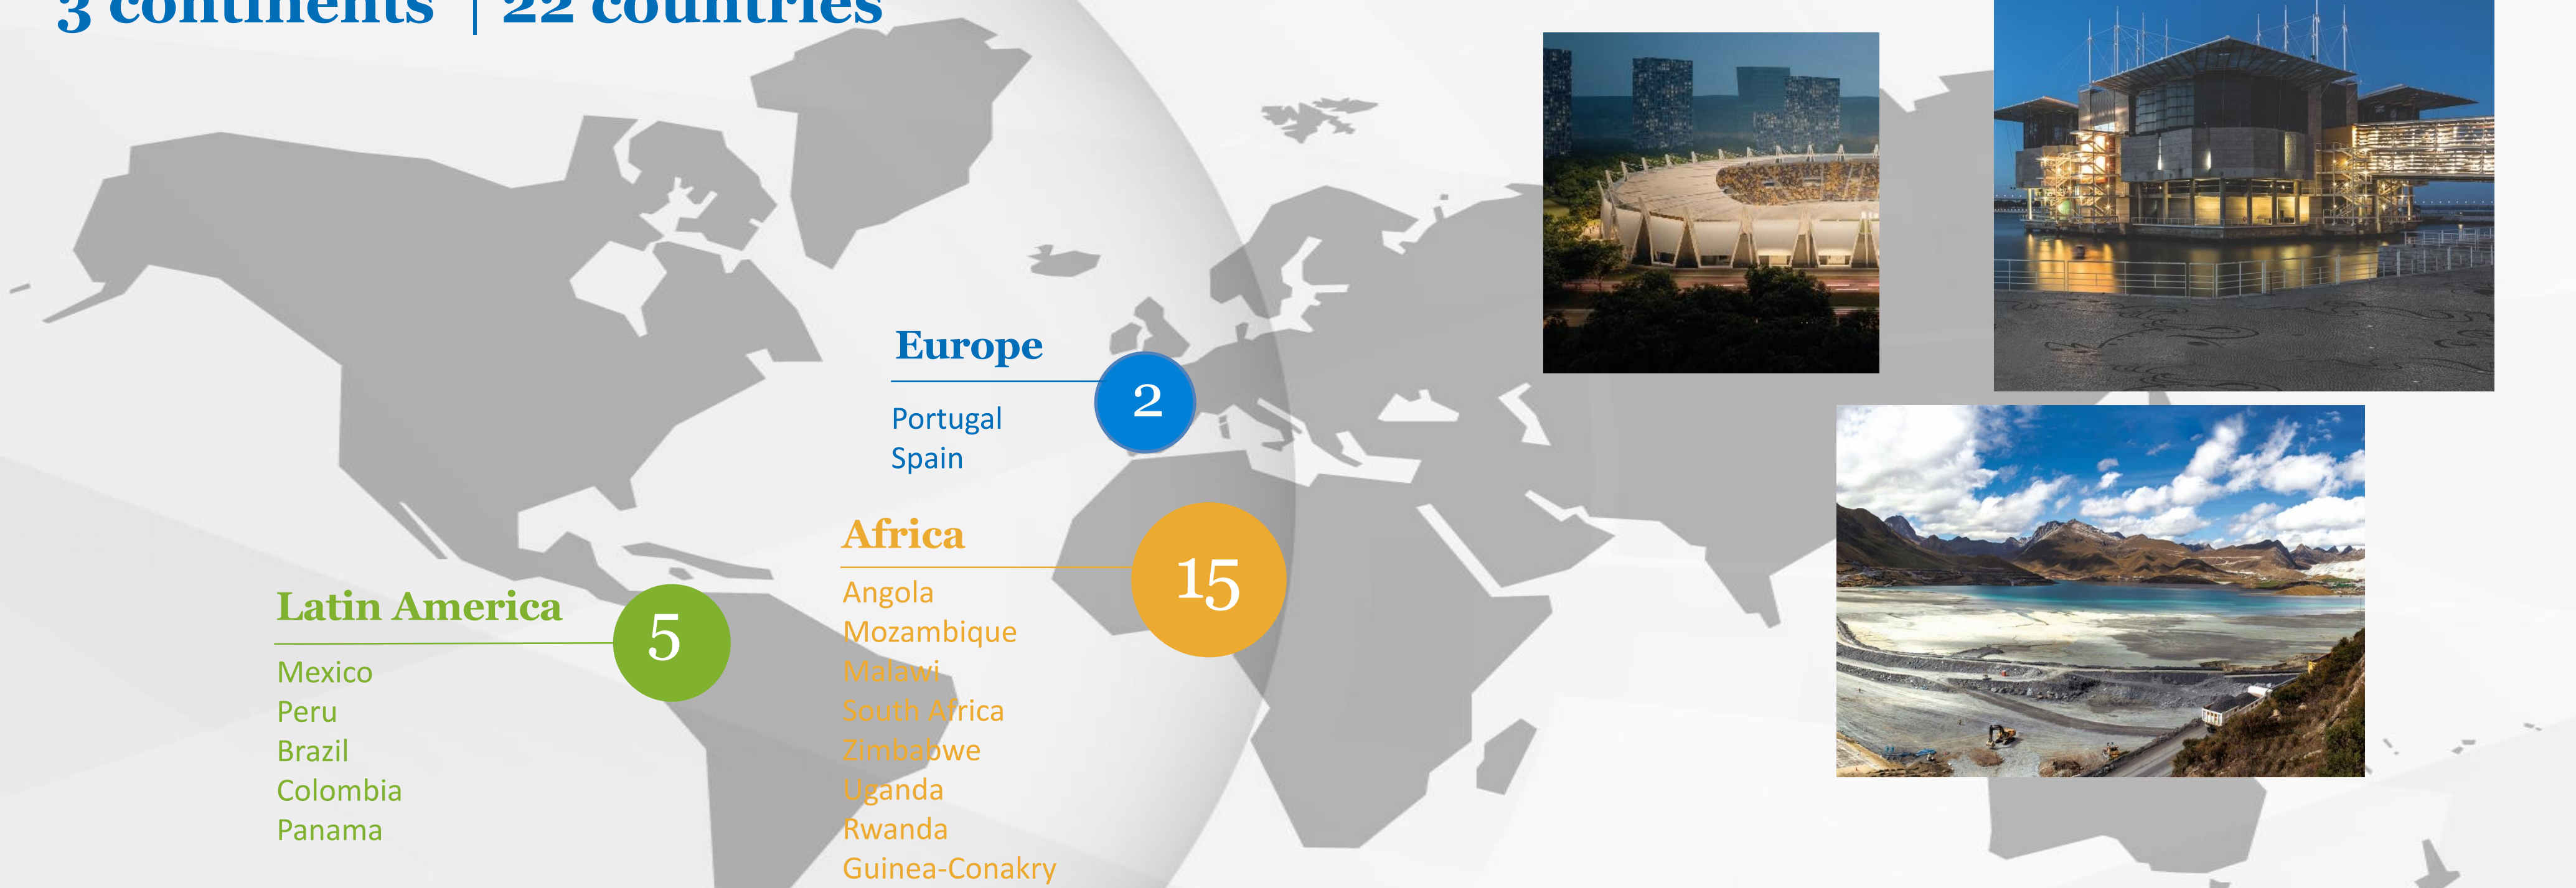 3 continents | 22 countries
Europe
2
Portugal
Spain
Africa
15
Angola
Mozambique
Malawi
South Africa
Zimbabwe
Uganda
Rwanda
Guinea-Conakry
Latin America
5
Mexico
Peru
Brazil
Colombia
Panama